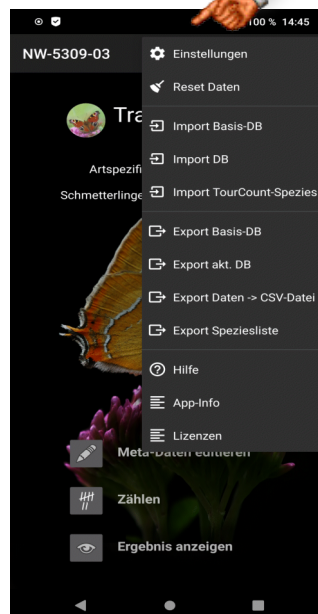 100 % 14:45
NW-5309-03
Einstellungen
Reset Daten
Tra
Import Basis-DB
Artspezifi
Import DB
Schmetterlinge
Import TourCount-Spezies
Export Basis-DB
Export akt. DB
Export Daten -> CSV-Datei
Export Speziesliste
Hilfe
App-Info
Lizenzen
Meta-Daten editieren
Zählen
Ergebnis anzeigen